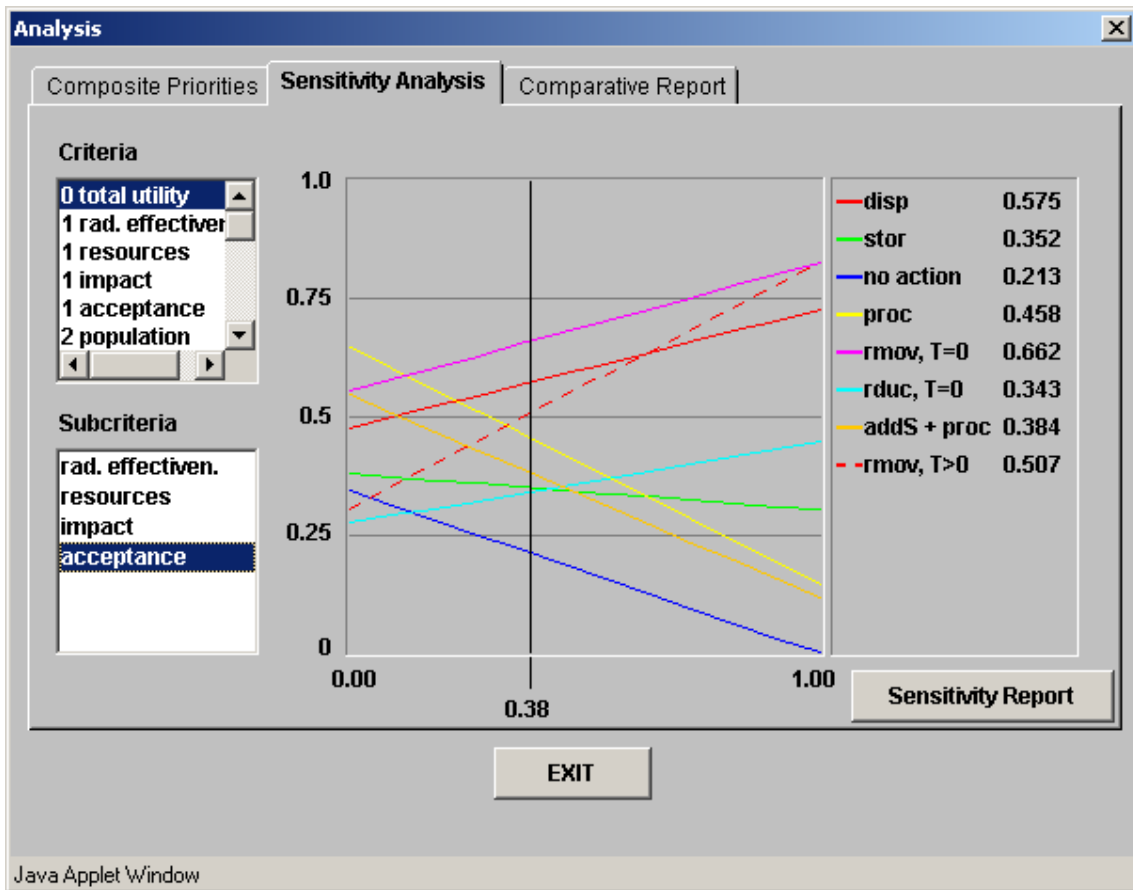 Analysis
Composite Priorities
Sensitivity Analysis
Comparative Report
Criteria
0 total utility
1 rad. effectiver
1 resources
1 impact
1 acceptance
2 population
Subcriteria
rad. effectiven.
resources
impact
acceptance
1.0
0.75
0.5
0.25
0
0.00
0.38
1.00
disp 0.575
stor 0.352
no action 0.213
proc 0.458
rmov, T=0 0.662
rduc, T=0 0.343
addS + proc 0.384
rmov, T>0 0.507
Sensitivity Report
EXIT
Java Applet Window